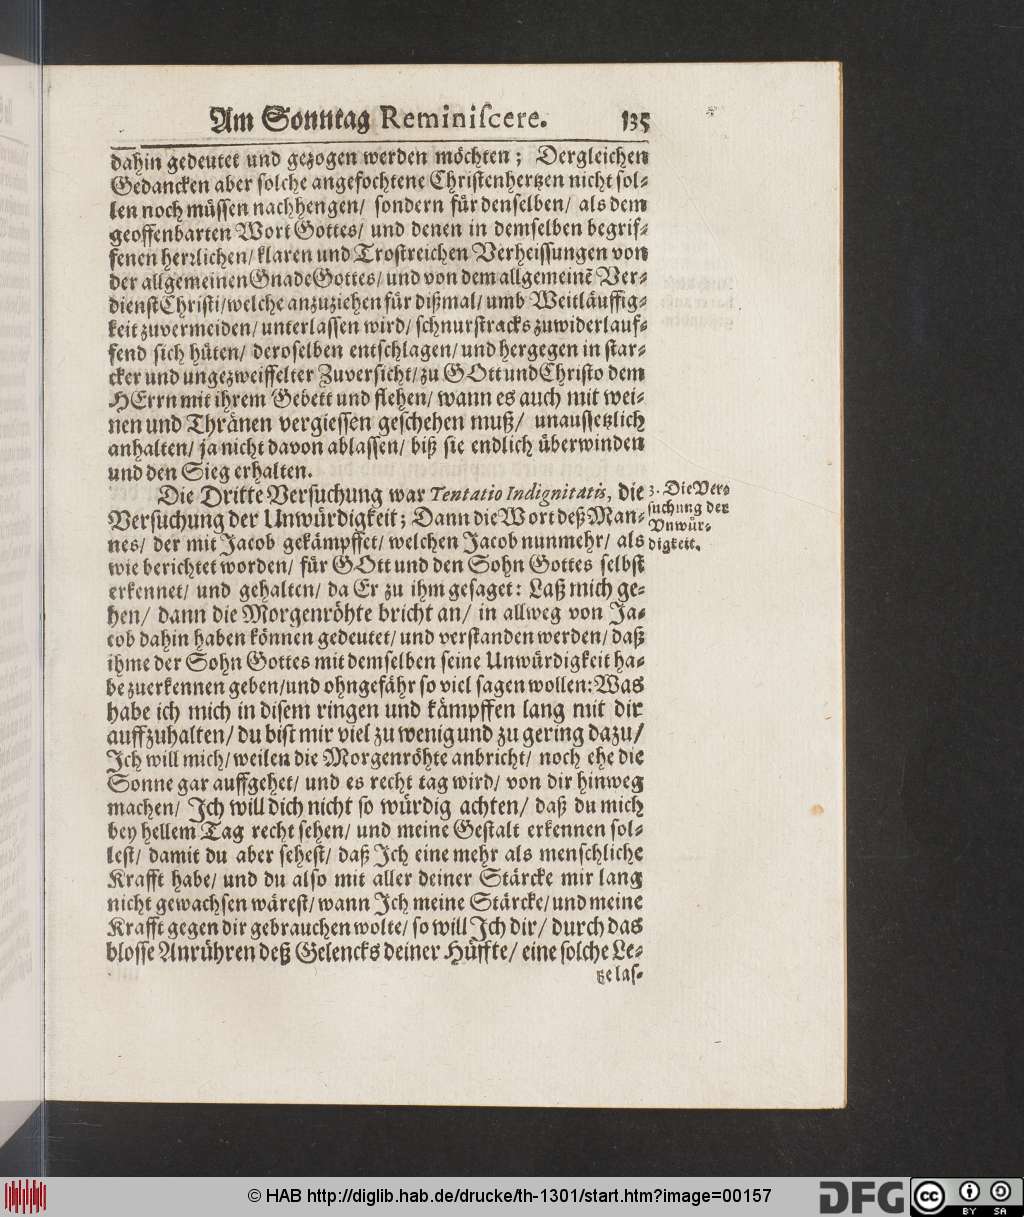 Am Sonntag Reminiſcere. 135
dahin gedeutet und gezogen werden möchten; Dergleichen
Gedancken aber ſolche angefochtene Chriſtenhertzen nicht ſol-
len noch müſſen nachhengen/ ſondern für denſelben/ als dem
geoffenbarten Wort Gottes/ und denen in demſelben begrif-
fenen herꝛlichen/ klaren und Troſtreichen Verheiſſungen von
der allgemeinen Gnade Gottes/ und von dem allgemeinē Ver-
dienſt Chriſti/ welche anzuziehen für dißmal/ umb Weitläuffig-
keit zuvermeiden/ unterlaſſen wird/ ſchnurſtracks zuwiderlauf-
fend ſich hüten/ deroſelben entſchlagen/ und hergegen in ſtar-
cker und ungezweiffelter Zuverſicht/ zu GOtt und Chriſto dem
HErrn mit ihrem Gebett und flehen/ wann es auch mit wei-
nen und Thränen vergieſſen geſchehen muß/ unauſſetzlich
anhalten/ ja nicht davon ablaſſen/ biß ſie endlich überwinden
und den Sieg erhalten.
Die Dritte Verſuchung war Tentatio Indignitatis, die
Verſuchung der Unwürdigkeit; Dann die Wort deß Man-
nes/ der mit Jacob gekämpffet/ welchen Jacob nunmehr/ als
wie berichtet worden/ für GOtt und den Sohn Gottes ſelbſt
erkennet/ und gehalten/ da Er zu ihm geſaget: Laß mich ge-
hen/ dann die Morgenröhte bricht an/ in allweg von Ja-
cob dahin haben können gedeutet/ und verſtanden werden/ daß
ihme der Sohn Gottes mit demſelben ſeine Unwürdigkeit ha-
be zuerkennen geben/ und ohngefähr ſo viel ſagen wollen: Was
habe ich mich in diſem ringen und kämpffen lang mit dir
auffzuhalten/ du biſt mir viel zu wenig und zu gering dazu/
Ich will mich/ weilen die Morgenröhte anbricht/ noch ehe die
Sonne gar auffgehet/ und es recht tag wird/ von dir hinweg
machen/ Ich will dich nicht ſo würdig achten/ daß du mich
bey hellem Tag recht ſehen/ und meine Geſtalt erkennen ſol-
leſt/ damit du aber ſeheſt/ daß Ich eine mehr als menſchliche
Krafft habe/ und du alſo mit aller deiner Stärcke mir lang
nicht gewachſen wäreſt/ wann Ich meine Stärcke/ und meine
Krafft gegen dir gebrauchen wolte/ ſo will Ich dir/ durch das
bloſſe Anrühren deß Gelencks deiner Hüffte/ eine ſolche Le-
tze laſ-
3. Die Ver-
ſuchung der
Vnwür-
digkeit.
© HAB http://diglib.hab.de/drucke/th-1301/start.htm?image=00157
DFG
cc
BY SA